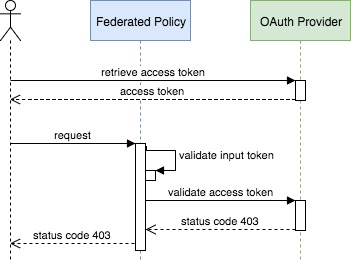 Federated Policy
OAuth Provider
retrieve access token
access token
request
validate input token
validate access token
status code 403
status code 403